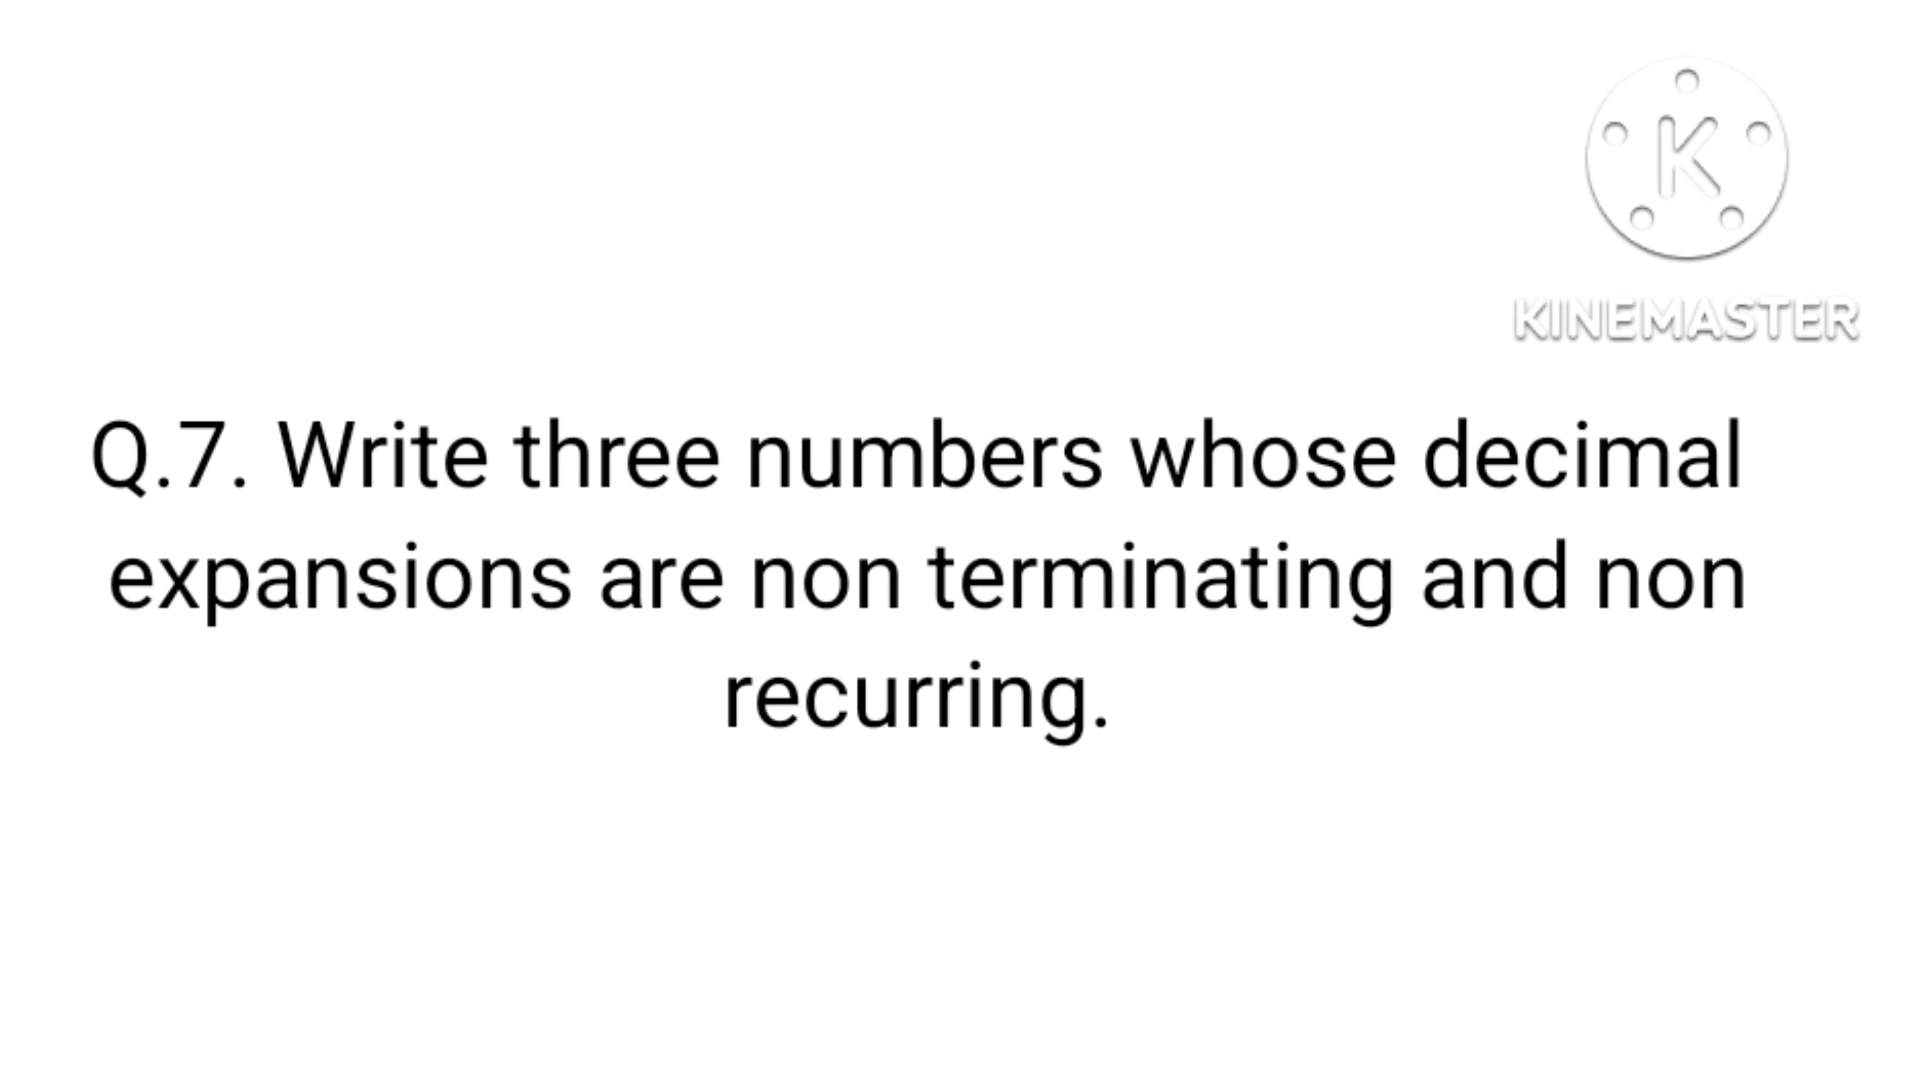 K
KINEMASTER
Q.7. Write three numbers whose decimal
expansions are non terminating and non
recurring.